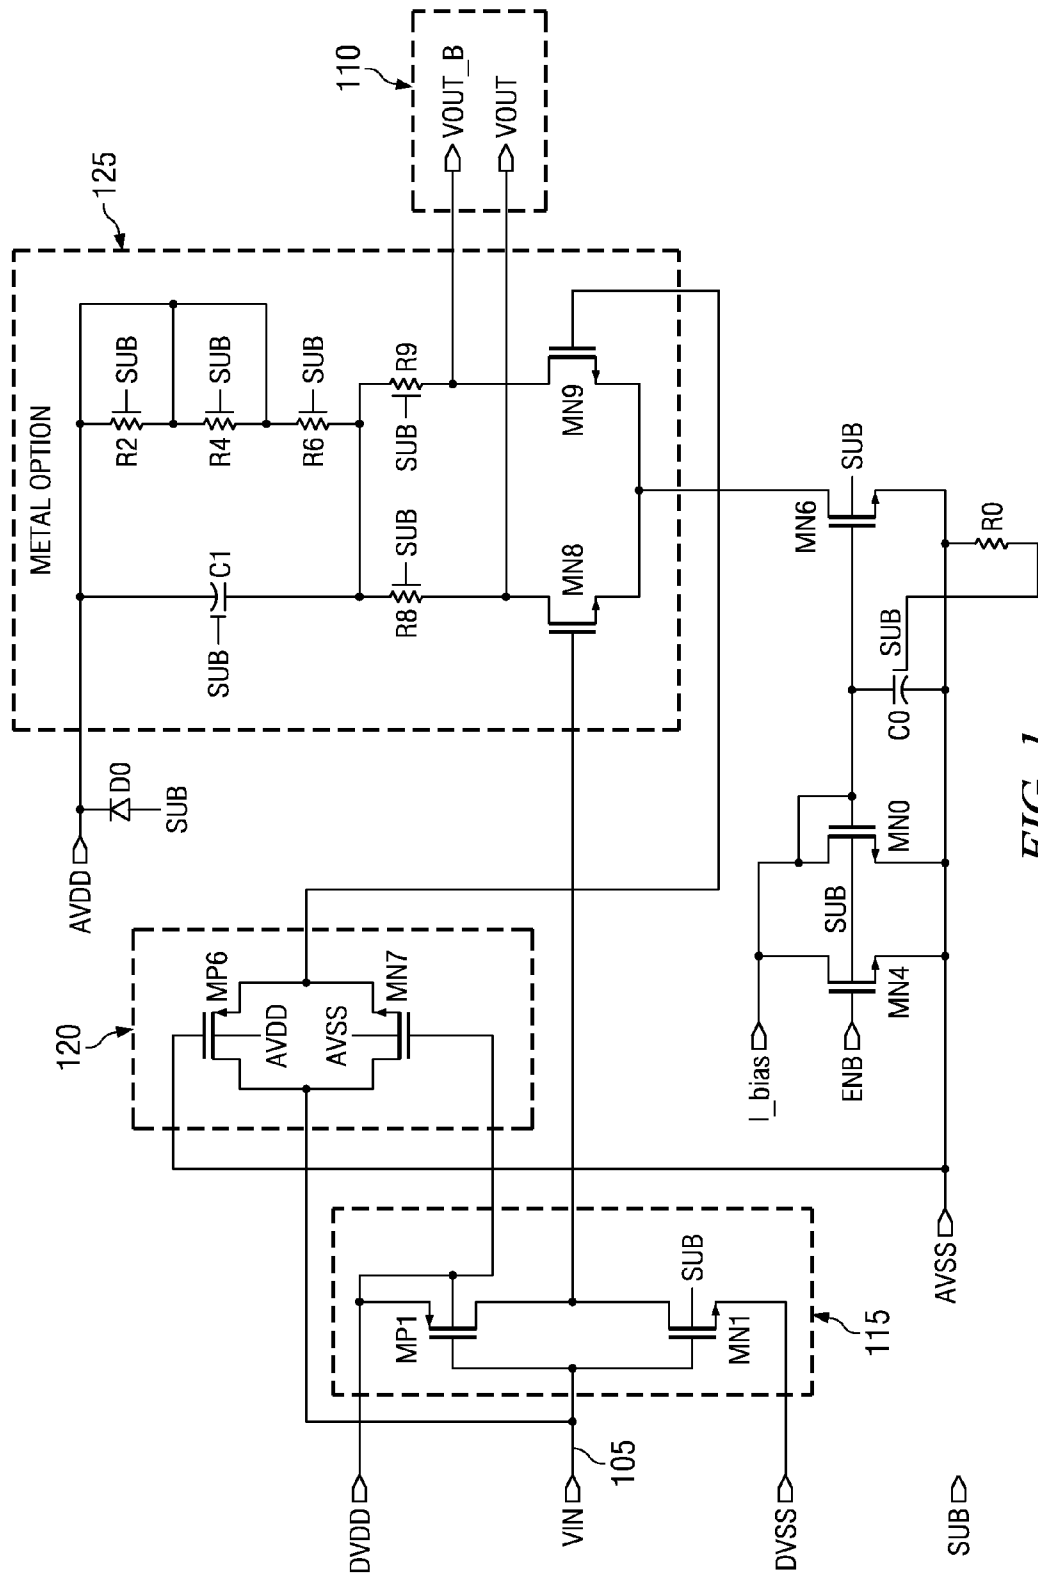 110
VOUT_B
VOUT
125
METAL OPTION
R2
SUB
R4
SUB
R6
SUB
SUB
C1
R8
SUB
SUB
R9
MN8
MN9
AVDD
D0
SUB
120
MP6
AVDD
AVSS
MN7
I_bias
ENB
MN4
SUB
MN0
C0
SUB
MN6
SUB
R0
DVDD
VIN
105
DVSS
MP1
MN1
SUB
115
AVSS
SUB
FIG. 1